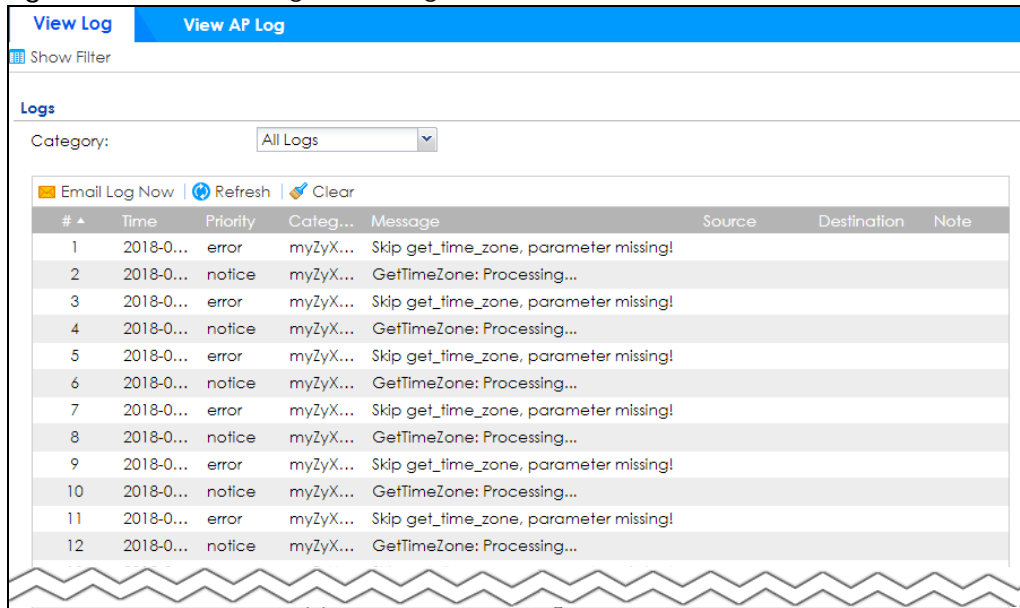 View Log View AP Log
Show Filter
Logs
Category: All Logs
Email Log Now Refresh Clear
# Time Priority Categ... Message Source Destination Note
1 2018-0... error myZyX... Skip get_time_zone, parameter missing!
2 2018-0... notice myZyX... GetTimeZone: Processing...
3 2018-0... error myZyX... Skip get_time_zone, parameter missing!
4 2018-0... notice myZyX... GetTimeZone: Processing...
5 2018-0... error myZyX... Skip get_time_zone, parameter missing!
6 2018-0... notice myZyX... GetTimeZone: Processing...
7 2018-0... error myZyX... Skip get_time_zone, parameter missing!
8 2018-0... notice myZyX... GetTimeZone: Processing...
9 2018-0... error myZyX... Skip get_time_zone, parameter missing!
10 2018-0... notice myZyX... GetTimeZone: Processing...
11 2018-0... error myZyX... Skip get_time_zone, parameter missing!
12 2018-0... notice myZyX... GetTimeZone: Processing...